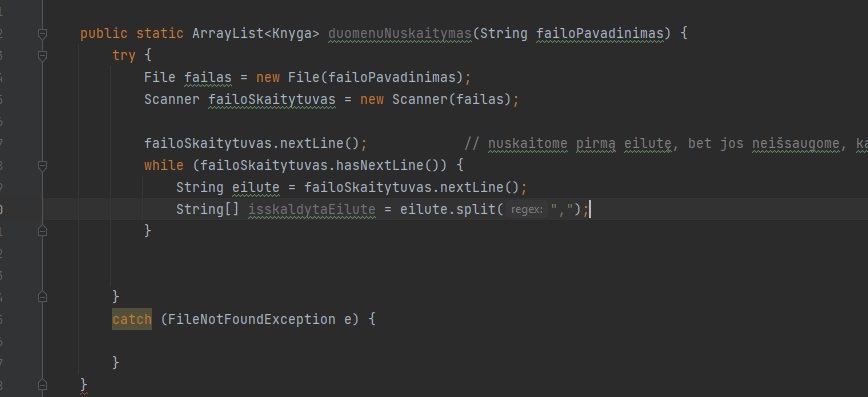 public static ArrayList<Knyga> duomenuNuskaitymas(String failoPavadinimas) {
try {
File failas = new File(failoPavadinimas);
Scanner failoSkaitytuvas = new Scanner(failas);
failoSkaitytuvas.nextLine(); // nuskaitome pirmą eilutę, bet jos neišsaugome,
while (failoSkaitytuvas.hasNextLine()) {
String eilute = failoSkaitytuvas.nextLine();
String[] isskaldytaEilute = eilute.split( regex: ",");
}
}
catch (FileNotFoundException e) {
}
}